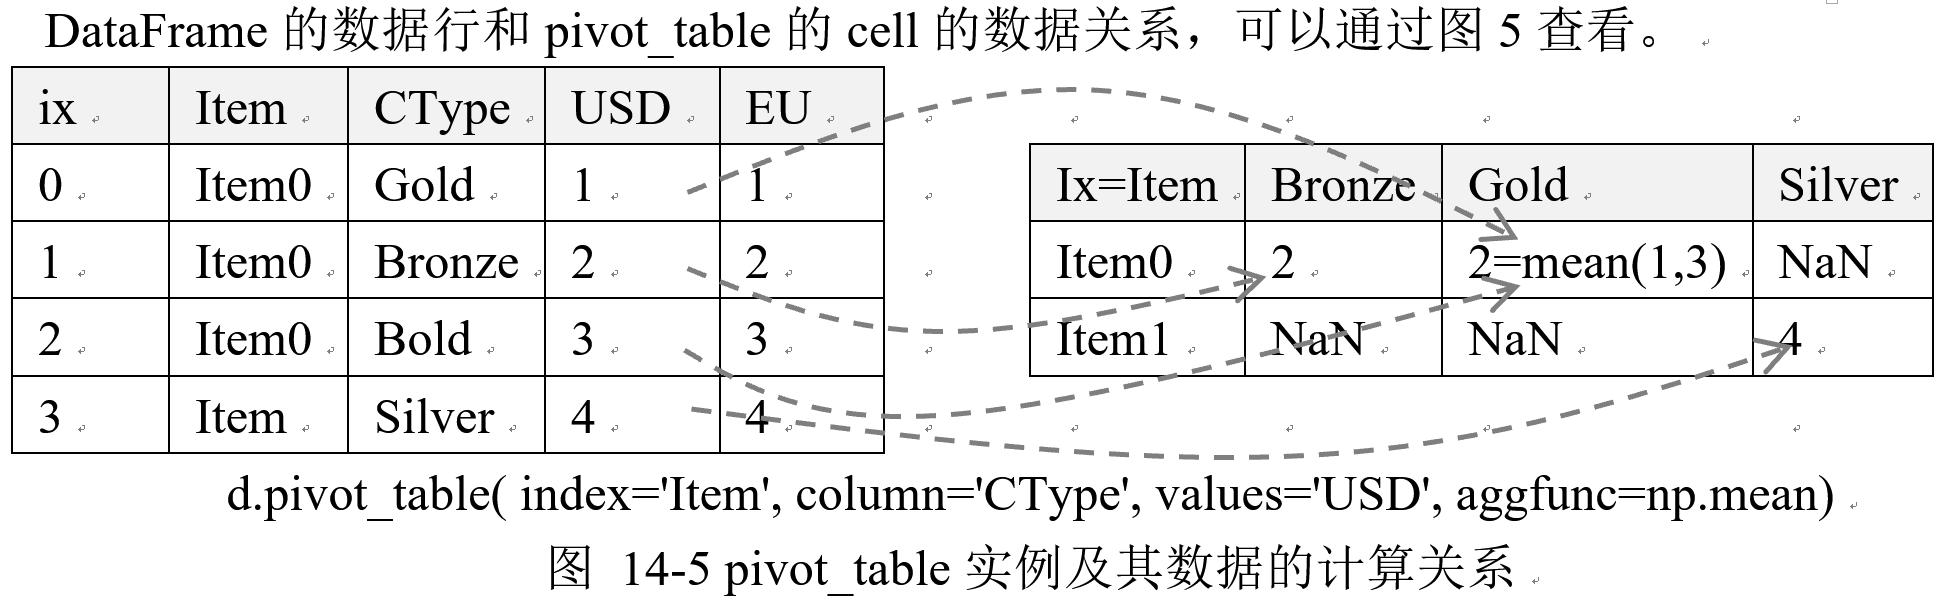 DataFrame 的数据行和 pivot_table 的 cell 的数据关系，可以通过图 5 查看。
ix Item CType USD EU
0 Item0 Gold 1 1
1 Item0 Bronze 2 2
2 Item0 Bold 3 3
3 Item Silver 4 4
Ix=Item Bronze Gold Silver
Item0 2 2=mean(1,3) NaN
Item1 NaN NaN 4
d.pivot_table( index='Item', column='CType', values='USD', aggfunc=np.mean)
图 14-5 pivot_table 实例及其数据的计算关系